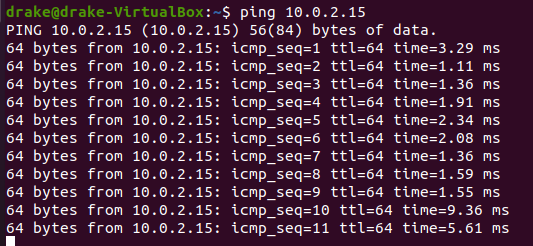 drake@drake-VirtualBox:~$ ping 10.0.2.15
PING 10.0.2.15 (10.0.2.15) 56(84) bytes of data.
64 bytes from 10.0.2.15: icmp_seq=1 ttl=64 time=3.29 ms
64 bytes from 10.0.2.15: icmp_seq=2 ttl=64 time=1.11 ms
64 bytes from 10.0.2.15: icmp_seq=3 ttl=64 time=1.36 ms
64 bytes from 10.0.2.15: icmp_seq=4 ttl=64 time=1.91 ms
64 bytes from 10.0.2.15: icmp_seq=5 ttl=64 time=2.34 ms
64 bytes from 10.0.2.15: icmp_seq=6 ttl=64 time=2.08 ms
64 bytes from 10.0.2.15: icmp_seq=7 ttl=64 time=1.36 ms
64 bytes from 10.0.2.15: icmp_seq=8 ttl=64 time=1.59 ms
64 bytes from 10.0.2.15: icmp_seq=9 ttl=64 time=1.55 ms
64 bytes from 10.0.2.15: icmp_seq=10 ttl=64 time=9.36 ms
64 bytes from 10.0.2.15: icmp_seq=11 ttl=64 time=5.61 ms